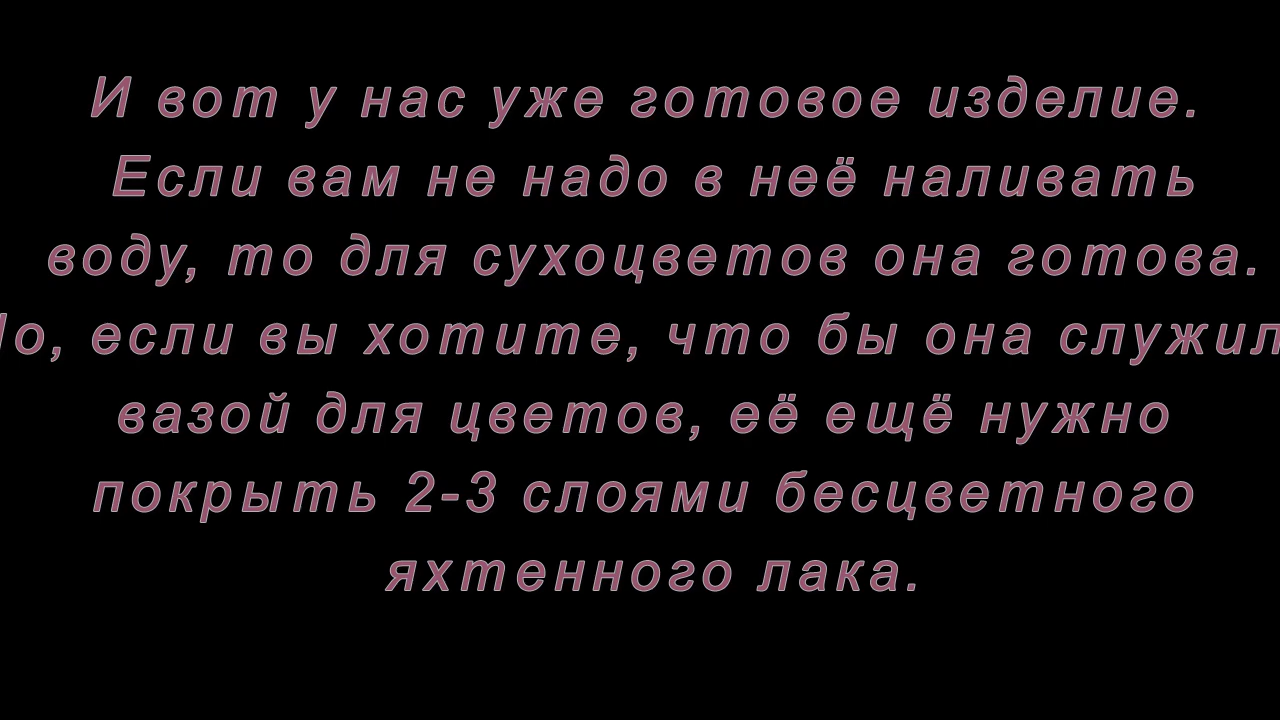 И вот у нас уже готовое изделие.
Если вам не надо в неё наливать
воду, то для сухоцветов она готова.
Но, если вы хотите, что бы она служил
вазой для цветов, её ещё нужно
покрыть 2-3 слоями бесцветного
яхтенного лака.